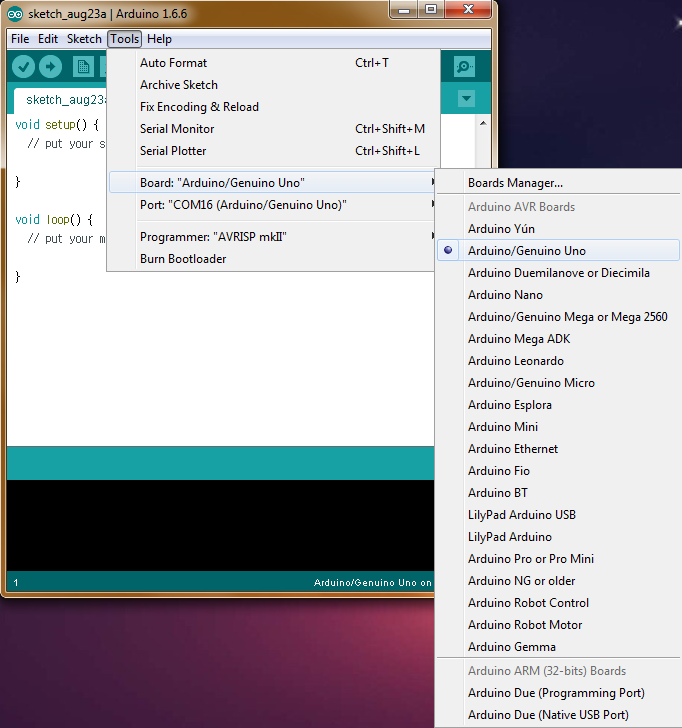 sketch_aug23a | Arduino 1.6.6
File Edit Sketch Tools Help
sketch_aug23a
void setup() {
// put your s
}
void loop() {
// put your m
}
Auto Format Ctrl+T
Archive Sketch
Fix Encoding & Reload
Serial Monitor Ctrl+Shift+M
Serial Plotter Ctrl+Shift+L
Board: "Arduino/Genuino Uno"
Port: "COM16 (Arduino/Genuino Uno)"
Programmer: "AVRISP mkII"
Burn Bootloader
Boards Manager...
Arduino AVR Boards
Arduino Yún
Arduino/Genuino Uno
Arduino Duemilanove or Diecimila
Arduino Nano
Arduino/Genuino Mega or Mega 2560
Arduino Mega ADK
Arduino Leonardo
Arduino/Genuino Micro
Arduino Esplora
Arduino Mini
Arduino Ethernet
Arduino Fio
Arduino BT
LilyPad Arduino USB
LilyPad Arduino
Arduino Pro or Pro Mini
Arduino NG or older
Arduino Robot Control
Arduino Robot Motor
Arduino Gemma
Arduino ARM (32-bits) Boards
Arduino Due (Programming Port)
Arduino Due (Native USB Port)
1 Arduino/Genuino Uno on